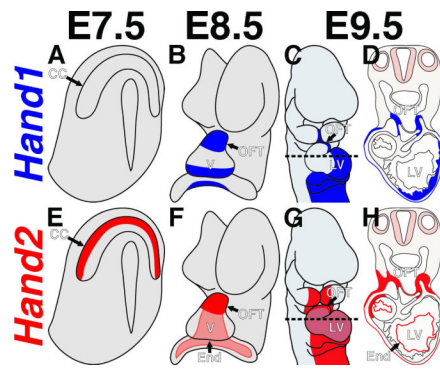 E7.5 E8.5 E9.5
A B C D
CC OFT OFT OFT
V LV LV
Hand1
E F G H
CC OFT OFT OFT
V LV LV
End End
Hand2